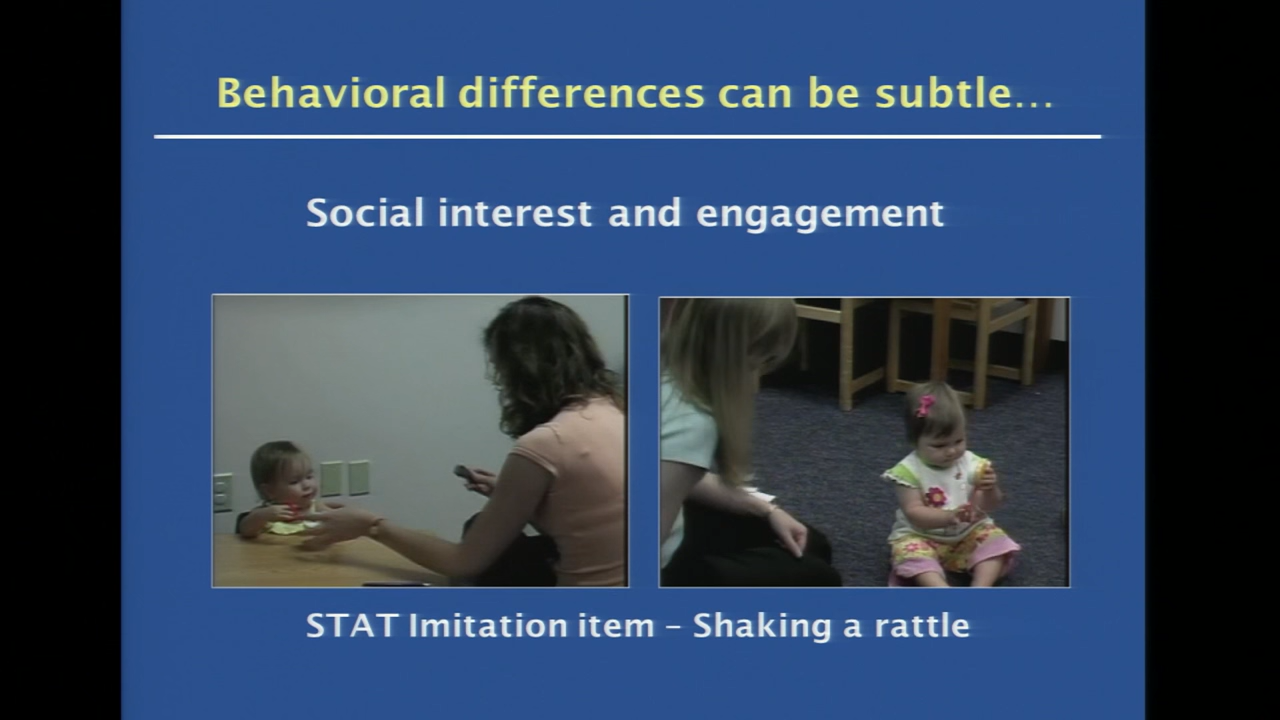 Behavioral differences can be subtle…
Social interest and engagement
STAT Imitation item – Shaking a rattle